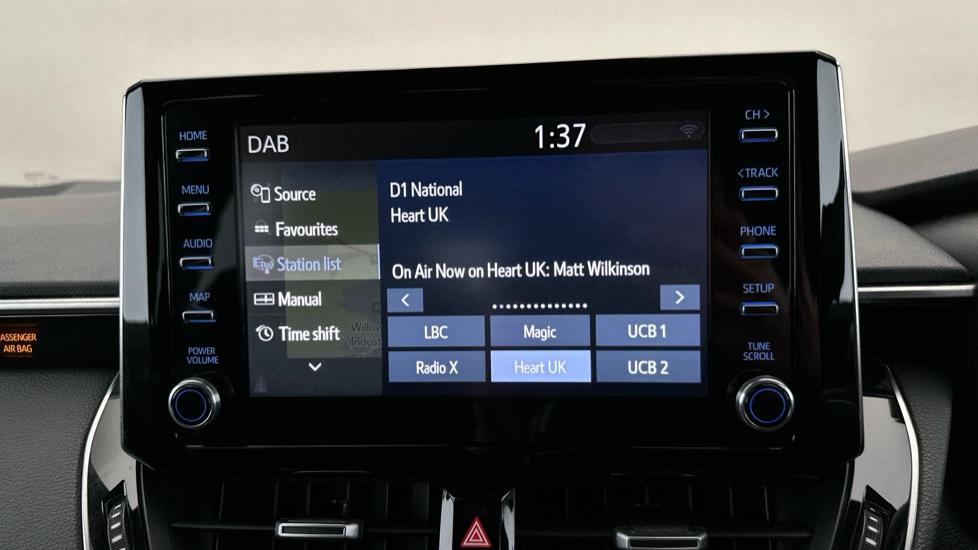 DAB
1:37
Source
Favourites
Station list
Manual
Time shift
D1 National
Heart UK
On Air Now on Heart UK: Matt Wilkinson
LBC
Magic
UCB 1
Radio X
Heart UK
UCB 2
HOME
MENU
AUDIO
MAP
POWER
VOLUME
CH >
< TRACK
PHONE
SETUP
TUNE
SCROLL
AIR BAG